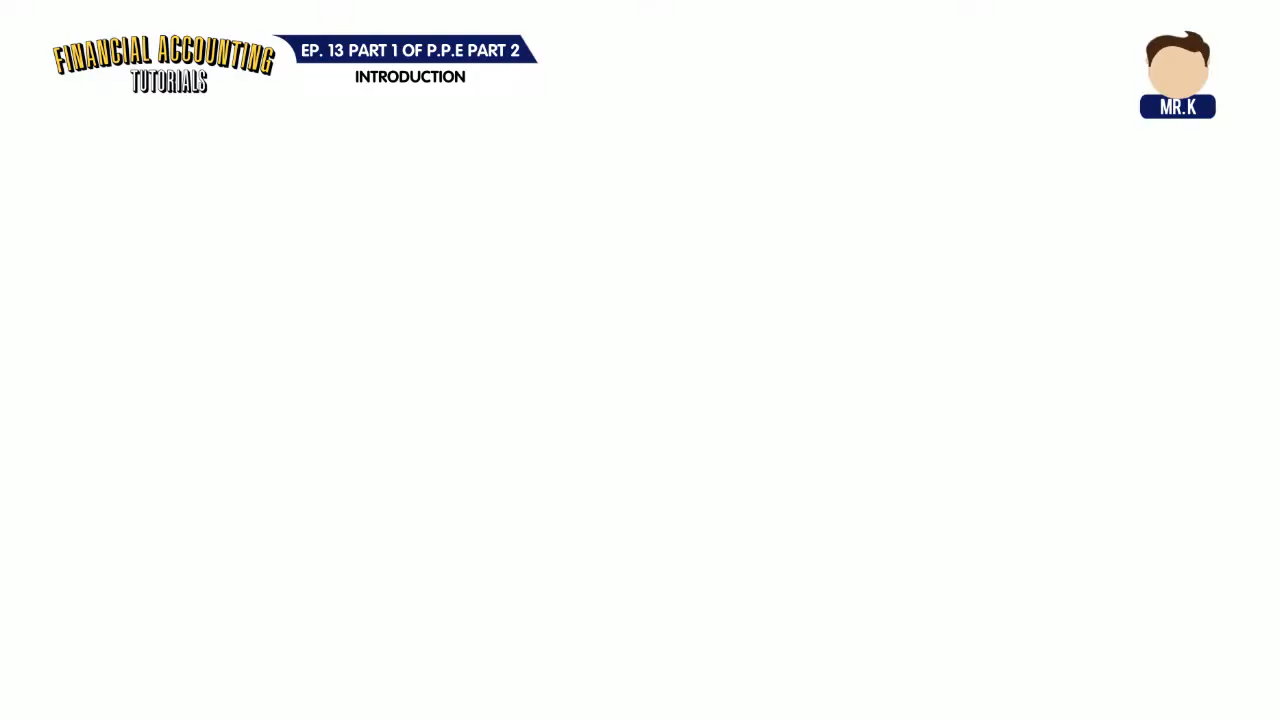 FINANCIAL ACCOUNTING
TUTORIALS
EP. 13 PART 1 OF P.P.E PART 2
INTRODUCTION
MR. K